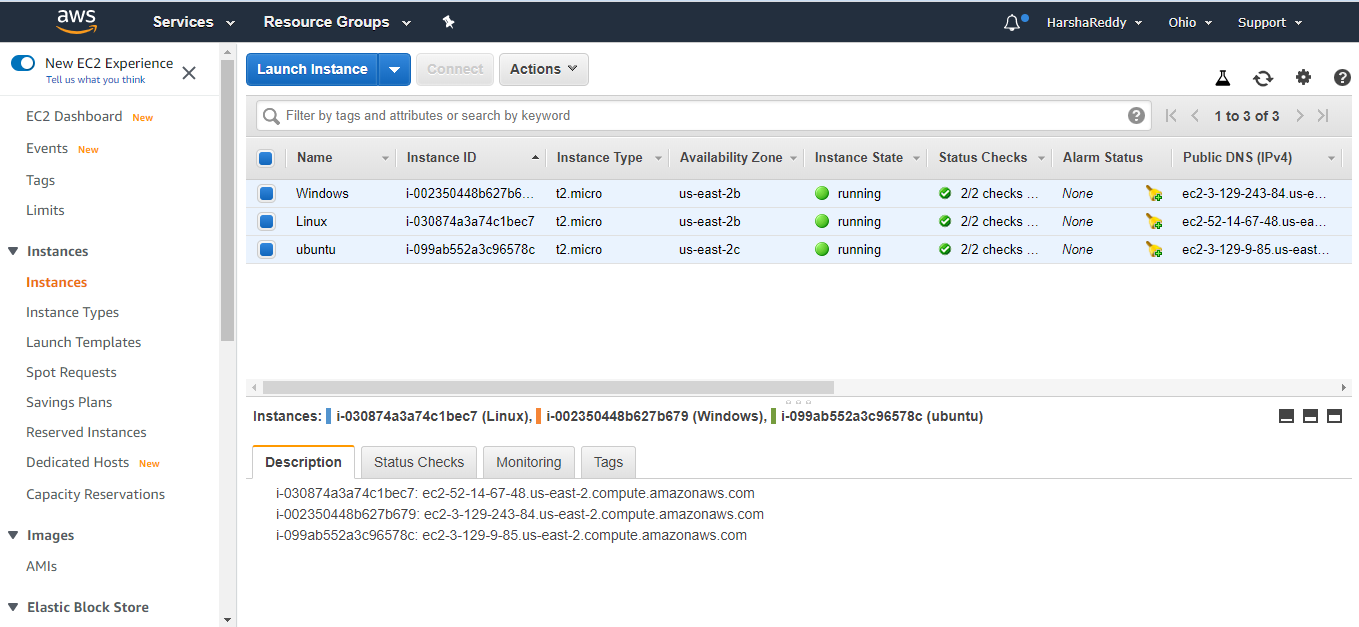 aws Services Resource Groups HarshaReddy Ohio Support
New EC2 Experience
Tell us what you think
EC2 Dashboard New
Events New
Tags
Limits
Instances
Instances
Instance Types
Launch Templates
Spot Requests
Savings Plans
Reserved Instances
Dedicated Hosts New
Capacity Reservations
Images
AMIs
Elastic Block Store
Launch Instance Connect Actions
Filter by tags and attributes or search by keyword 1 to 3 of 3
Name Instance ID Instance Type Availability Zone Instance State Status Checks Alarm Status Public DNS (IPv4)
Windows i-002350448b627b6... t2.micro us-east-2b running 2/2 checks ... None ec2-3-129-243-84.us-e...
Linux i-030874a3a74c1bec7 t2.micro us-east-2b running 2/2 checks ... None ec2-52-14-67-48.us-ea...
ubuntu i-099ab552a3c96578c t2.micro us-east-2c running 2/2 checks ... None ec2-3-129-9-85.us-east...
Instances: i-030874a3a74c1bec7 (Linux), i-002350448b627b679 (Windows), i-099ab552a3c96578c (ubuntu)
Description Status Checks Monitoring Tags
i-030874a3a74c1bec7: ec2-52-14-67-48.us-east-2.compute.amazonaws.com
i-002350448b627b679: ec2-3-129-243-84.us-east-2.compute.amazonaws.com
i-099ab552a3c96578c: ec2-3-129-9-85.us-east-2.compute.amazonaws.com